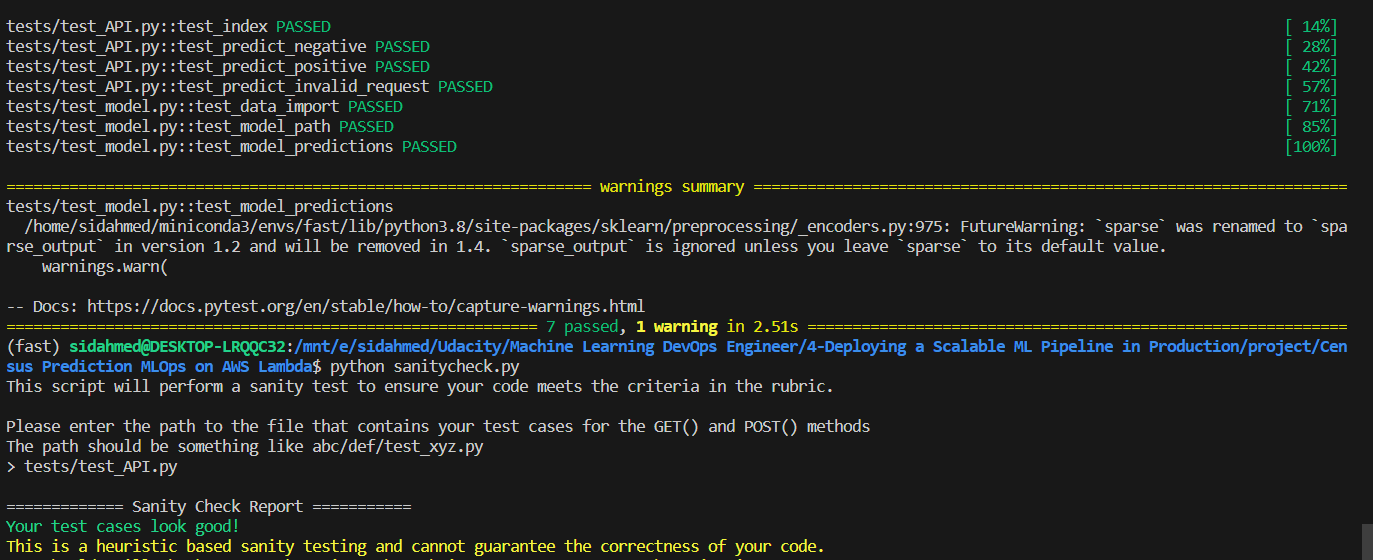 tests/test_API.py::test_index PASSED [ 14%]
tests/test_API.py::test_predict_negative PASSED [ 28%]
tests/test_API.py::test_predict_positive PASSED [ 42%]
tests/test_API.py::test_predict_invalid_request PASSED [ 57%]
tests/test_model.py::test_data_import PASSED [ 71%]
tests/test_model.py::test_model_path PASSED [ 85%]
tests/test_model.py::test_model_predictions PASSED [100%]
================================================================= warnings summary ==================================================================
tests/test_model.py::test_model_predictions
/home/sidahmed/miniconda3/envs/fast/lib/python3.8/site-packages/sklearn/preprocessing/_encoders.py:975: FutureWarning: `sparse` was renamed to `spa
rse_output` in version 1.2 and will be removed in 1.4. `sparse_output` is ignored unless you leave `sparse` to its default value.
warnings.warn(
-- Docs: https://docs.pytest.org/en/stable/how-to/capture-warnings.html
=========================================================== 7 passed, 1 warning in 2.51s ============================================================
(fast) sidahmed@DESKTOP-LRQQC32:/mnt/e/sidahmed/Udacity/Machine Learning DevOps Engineer/4-Deploying a Scalable ML Pipeline in Production/project/Cen
sus Prediction MLOps on AWS Lambda$ python sanitycheck.py
This script will perform a sanity test to ensure your code meets the criteria in the rubric.
Please enter the path to the file that contains your test cases for the GET() and POST() methods
The path should be something like abc/def/test_xyz.py
> tests/test_API.py
============= Sanity Check Report ===========
Your test cases look good!
This is a heuristic based sanity testing and cannot guarantee the correctness of your code.